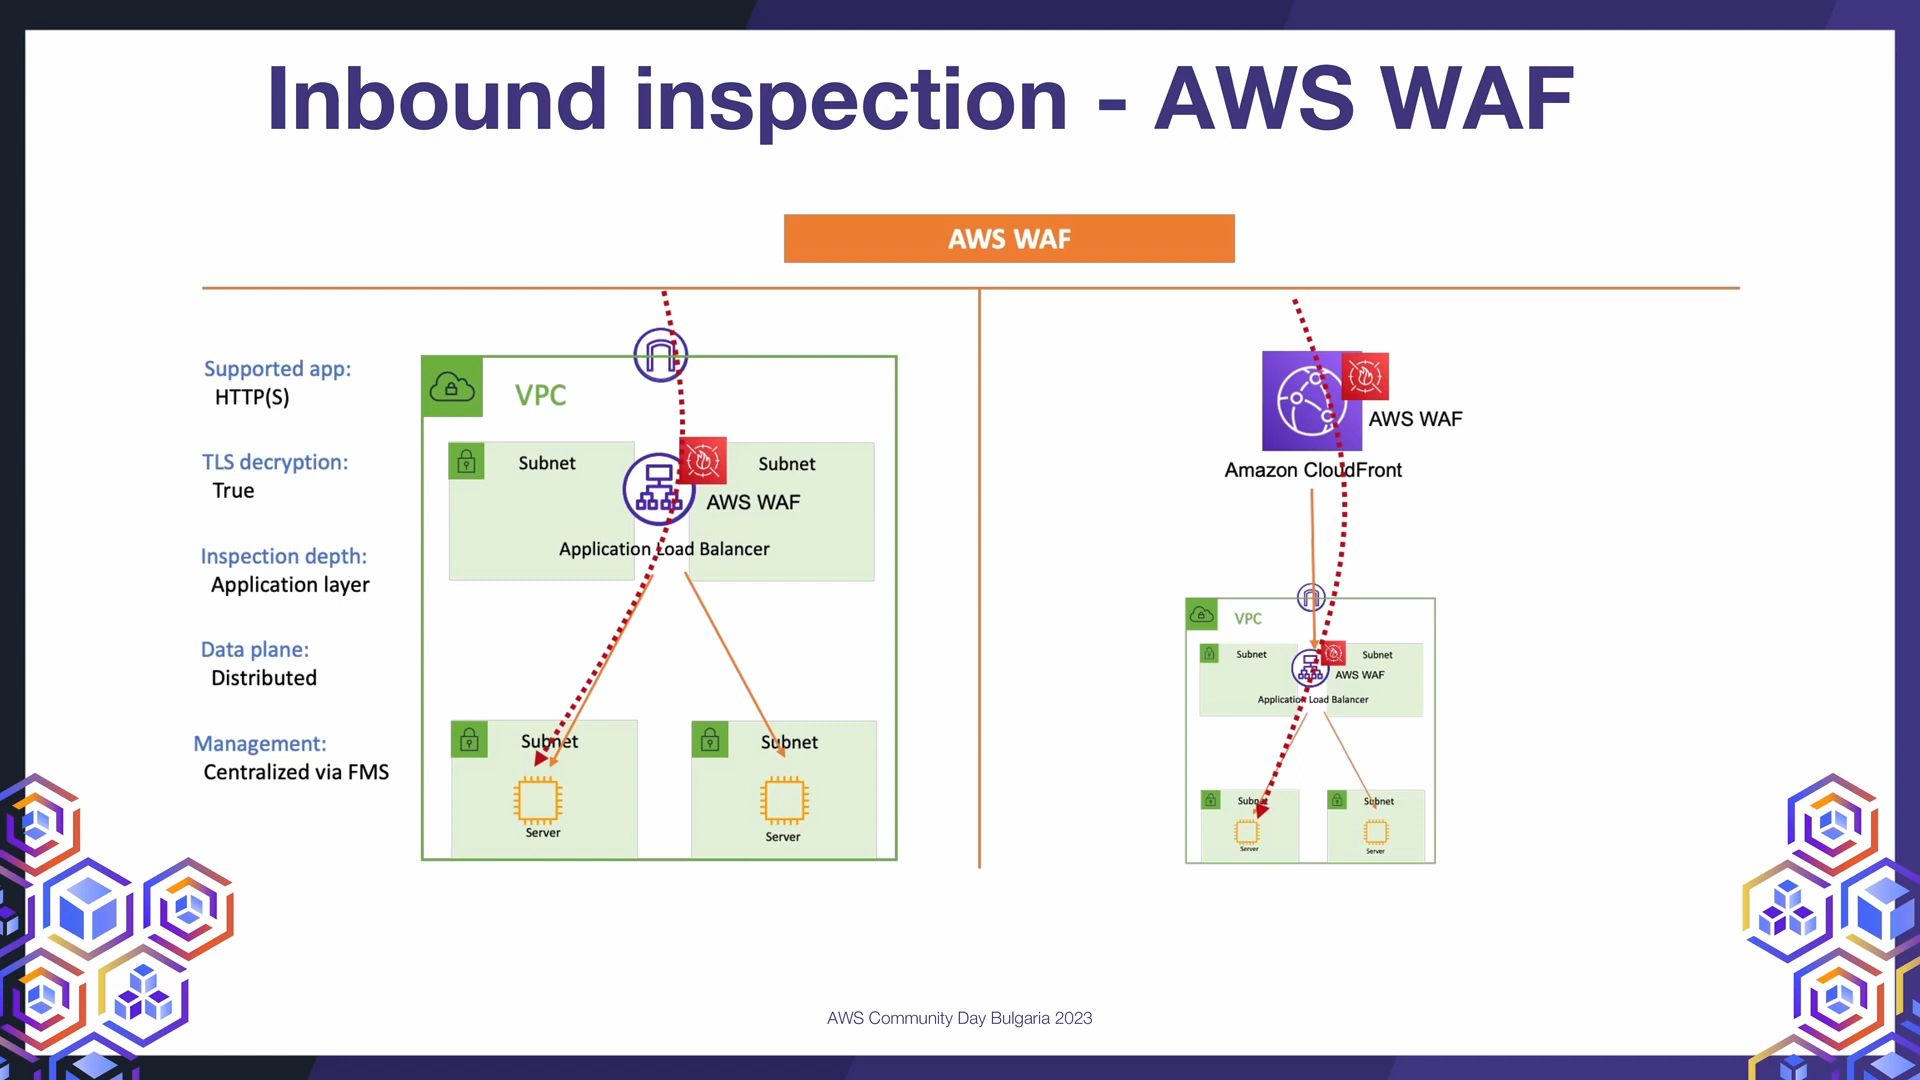 Inbound inspection - AWS WAF
AWS WAF
Supported app:
HTTP(S)
TLS decryption:
True
Inspection depth:
Application layer
Data plane:
Distributed
Management:
Centralized via FMS
VPC
Subnet
Subnet
AWS WAF
Application Load Balancer
Subnet
Subnet
Server
Server
AWS WAF
Amazon CloudFront
VPC
Subnet
Subnet
AWS WAF
Application Load Balancer
Subnet
Subnet
Server
Server
AWS Community Day Bulgaria 2023